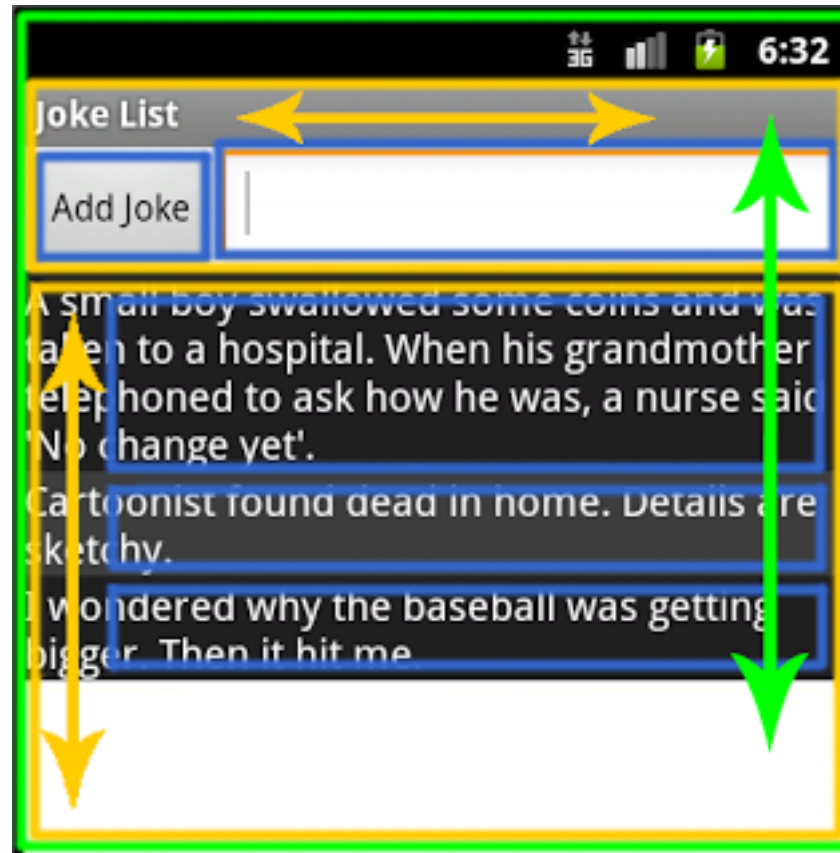 3G 6:32
Joke List
Add Joke
A small boy swallowed some coins and was
taken to a hospital. When his grandmother
telephoned to ask how he was, a nurse said
'No change yet'.
Cartoonist found dead in home. Details are
sketchy.
I wondered why the baseball was getting
bigger. Then it hit me.